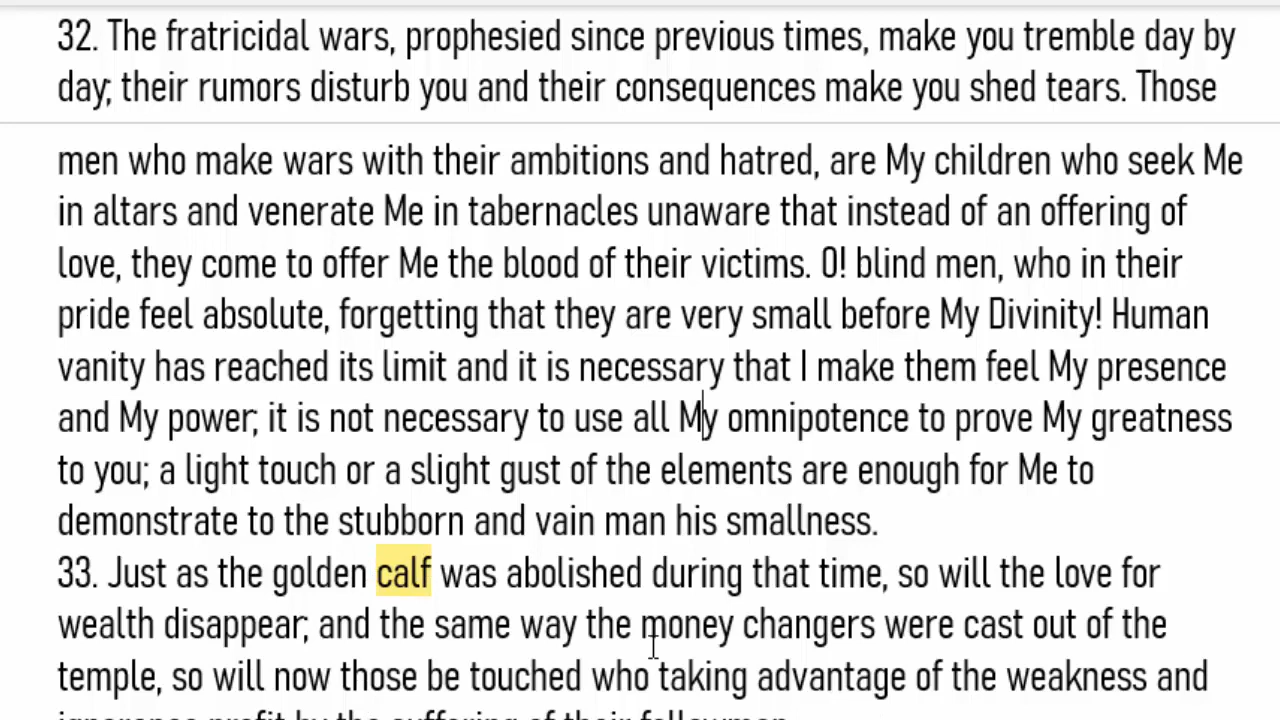 32. The fratricidal wars, prophesied since previous times, make you tremble day by
day; their rumors disturb you and their consequences make you shed tears. Those
men who make wars with their ambitions and hatred, are My children who seek Me
in altars and venerate Me in tabernacles unaware that instead of an offering of
love, they come to offer Me the blood of their victims. O! blind men, who in their
pride feel absolute, forgetting that they are very small before My Divinity! Human
vanity has reached its limit and it is necessary that I make them feel My presence
and My power; it is not necessary to use all My omnipotence to prove My greatness
to you; a light touch or a slight gust of the elements are enough for Me to
demonstrate to the stubborn and vain man his smallness.
33. Just as the golden calf was abolished during that time, so will the love for
wealth disappear; and the same way the money changers were cast out of the
temple, so will now those be touched who taking advantage of the weakness and
ignorance profit by the suffering of their fellowmen.